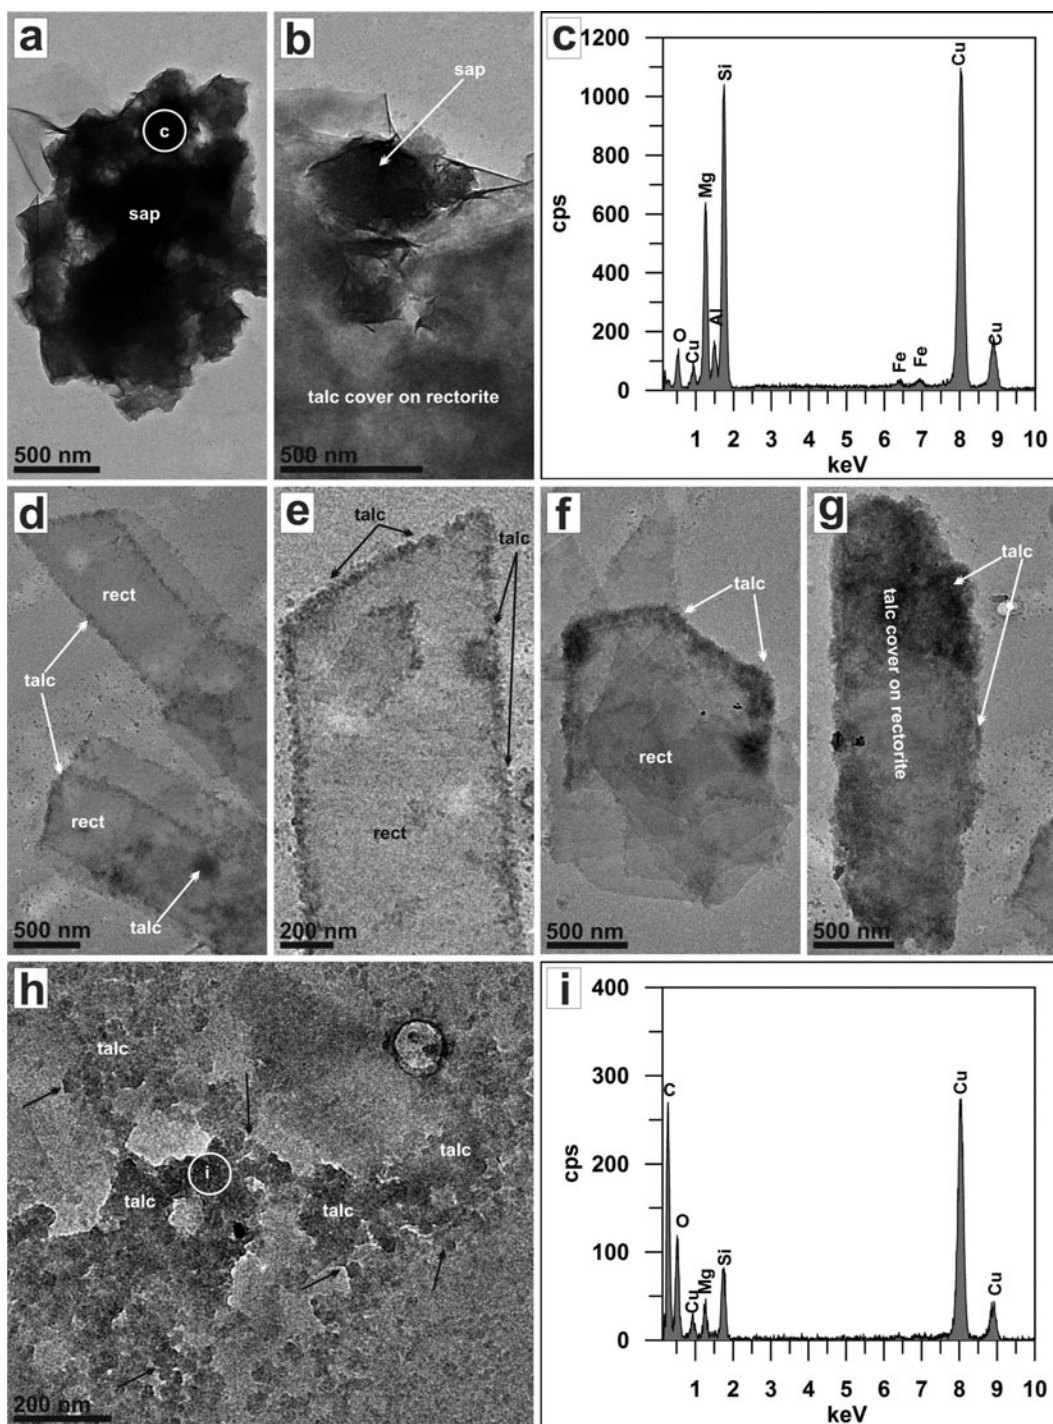 a
c
sap
500 nm
b
sap
talc cover on rectorite
500 nm
c
1200
1000
800
600
400
200
0
cps
O
Cu
Mg
Al
Si
Fe
Fe
Cu
Cu
1 2 3 4 5 6 7 8 9 10
keV
d
rect
talc
rect
talc
500 nm
e
talc
talc
rect
200 nm
f
talc
rect
500 nm
g
talc
talc cover on rectorite
500 nm
h
talc
talc
i
talc
talc
200 nm
i
400
300
200
100
0
cps
C
O
Cu
Mg
Si
Cu
Cu
1 2 3 4 5 6 7 8 9 10
keV